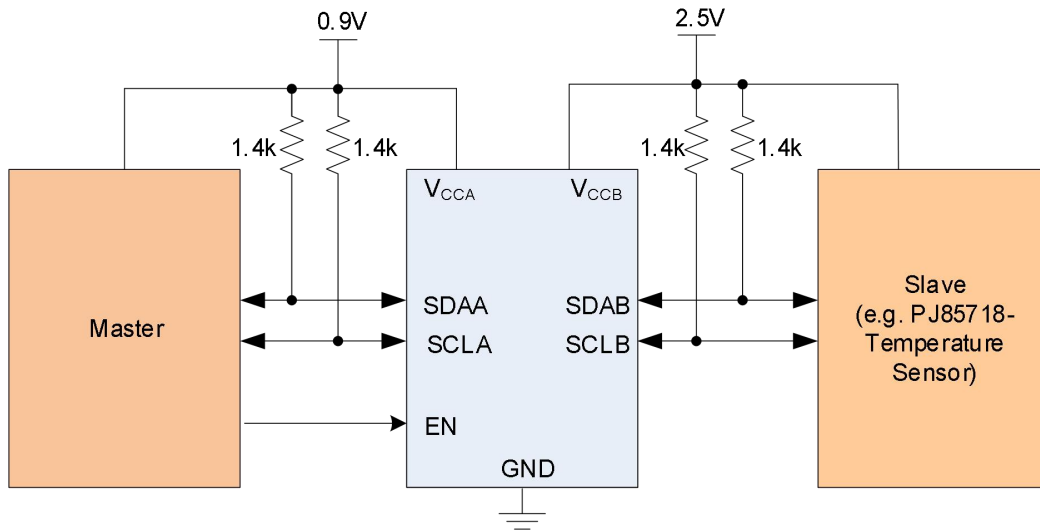 0.9V
2.5V
1.4k
1.4k
1.4k
1.4k
VCCA
VCCB
Master
SDAA
SCLA
EN
GND
SDAB
SCLB
Slave
(e.g. PJ85718-
Temperature
Sensor)